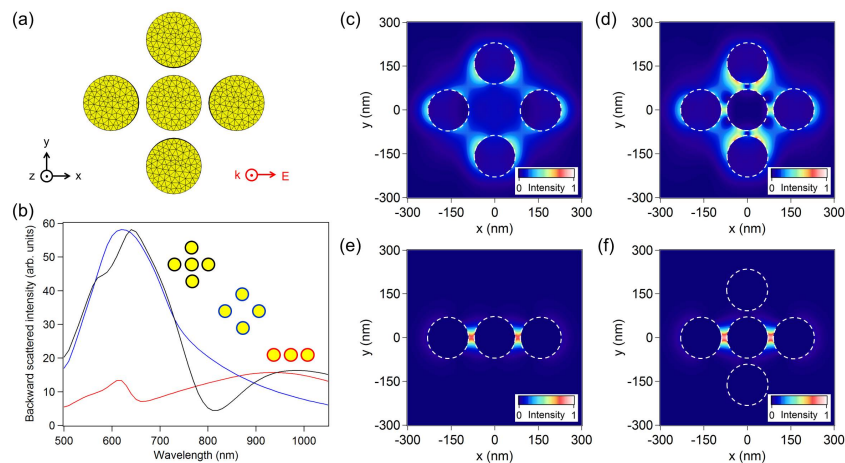 (a)
y
z
x
k
E
(b)
Backward scattered intensity (arb. units)
60
50
40
30
20
10
0
500
600
700
800
900
1000
Wavelength (nm)
(c)
y (nm)
300
150
0
-150
-300
0 Intensity 1
-300
-150
0
150
300
x (nm)
(d)
y (nm)
300
150
0
-150
-300
0 Intensity 1
-300
-150
0
150
300
x (nm)
(e)
y (nm)
300
150
0
-150
-300
0 Intensity 1
-300
-150
0
150
300
x (nm)
(f)
y (nm)
300
150
0
-150
-300
0 Intensity 1
-300
-150
0
150
300
x (nm)